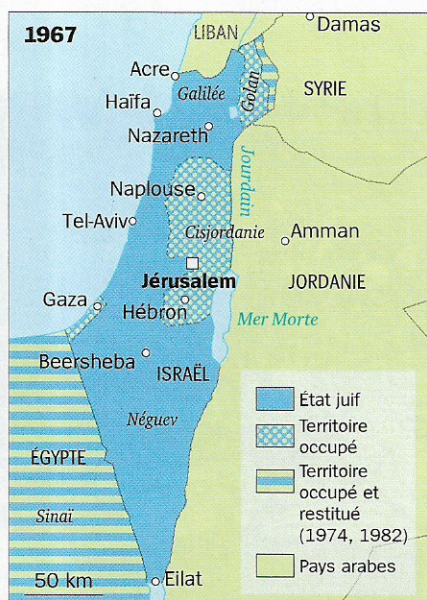 1967
LIBAN
Damas
Acre
Galilée
Golan
SYRIE
Haïfa
Nazareth
Jourdain
Naplouse
Tel-Aviv
Cisjordanie
Amman
Jérusalem
JORDANIE
Gaza
Hébron
Mer Morte
Beersheba
ISRAËL
Néguev
ÉGYPTE
Sinaï
État juif
Territoire
occupé
Territoire
occupé et
restitué
(1974, 1982)
Pays arabes
50 km
Eilat